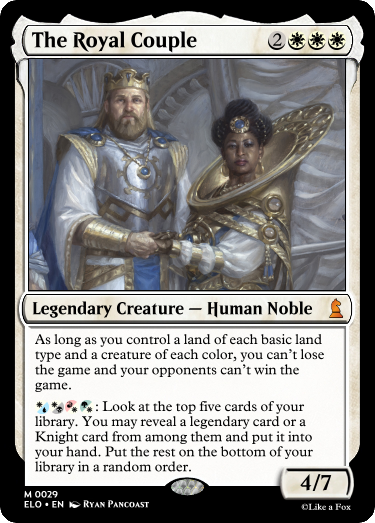 The Royal Couple 2
Legendary Creature — Human Noble
As long as you control a land of each basic land
type and a creature of each color, you can’t lose
the game and your opponents can’t win the
game.
: Look at the top five cards of your
library. You may reveal a legendary card or a
Knight card from among them and put it into
your hand. Put the rest on the bottom of your
library in a random order.
4/7
M 0029
ELO • EN Ryan Pancoast
©Like a Fox